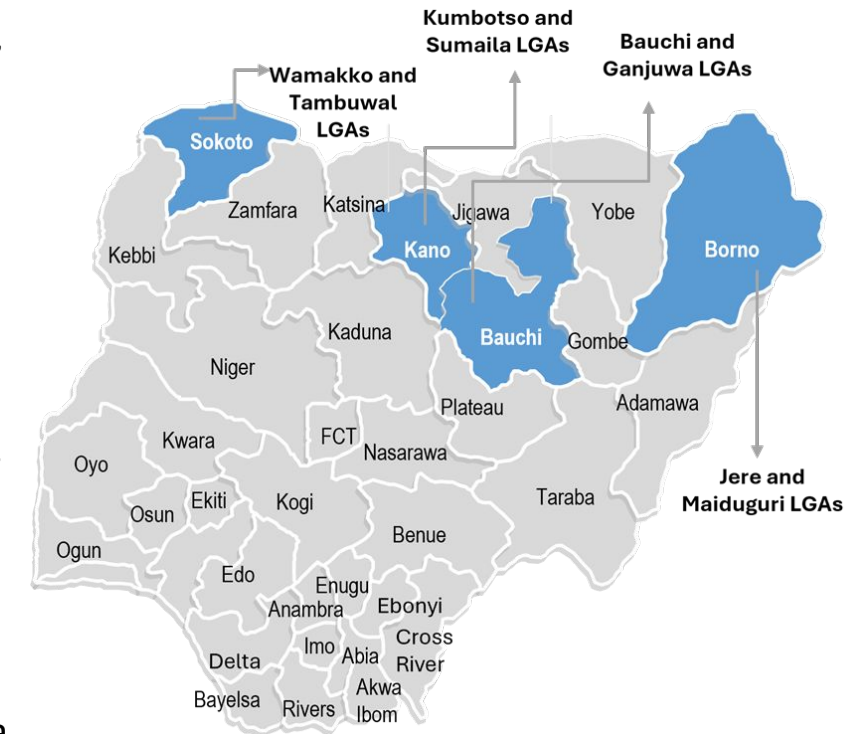 Kumbotso and
Sumaila LGAs
Bauchi and
Ganjuwa LGAs
Wamakko and
Tambuwal
LGAs
Sokoto
Zamfara
Katsina
Jigawa
Yobe
Kebbi
Kano
Borno
Kaduna
Bauchi
Gombe
Niger
Plateau
Adamawa
FCT
Kwara
Nasarawa
Oyo
Jere and
Maiduguri LGAs
Osun
Ekiti
Kogi
Taraba
Benue
Ogun
Edo
Enugu
Anambra
Ebonyi
Imo
Abia
Cross
River
Delta
Akwa
Ibom
Bayelsa
Rivers